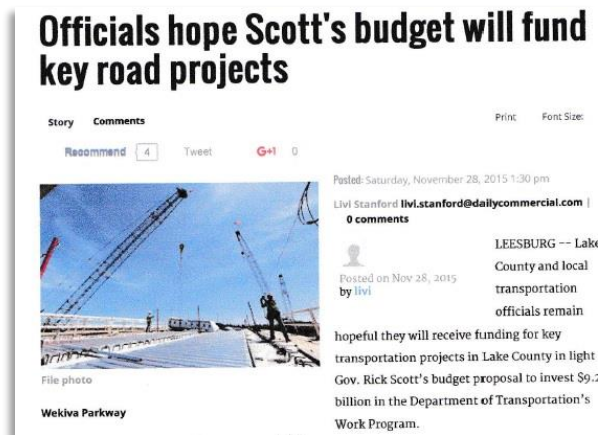 Officials hope Scott's budget will fund
key road projects
Story Comments
Print Font Size:
Recommend 4 Tweet G+1 0
Posted: Saturday, November 28, 2015 1:30 pm
Livi Stanford livi.stanford@dailycommercial.com |
0 comments
Posted on Nov 28, 2015
by livi
LEESBURG -- Lake
County and local
transportation
officials remain
hopeful they will receive funding for key
transportation projects in Lake County in light
Gov. Rick Scott's budget proposal to invest $9.2
billion in the Department of Transportation's
Work Program.
File photo
Wekiva Parkway